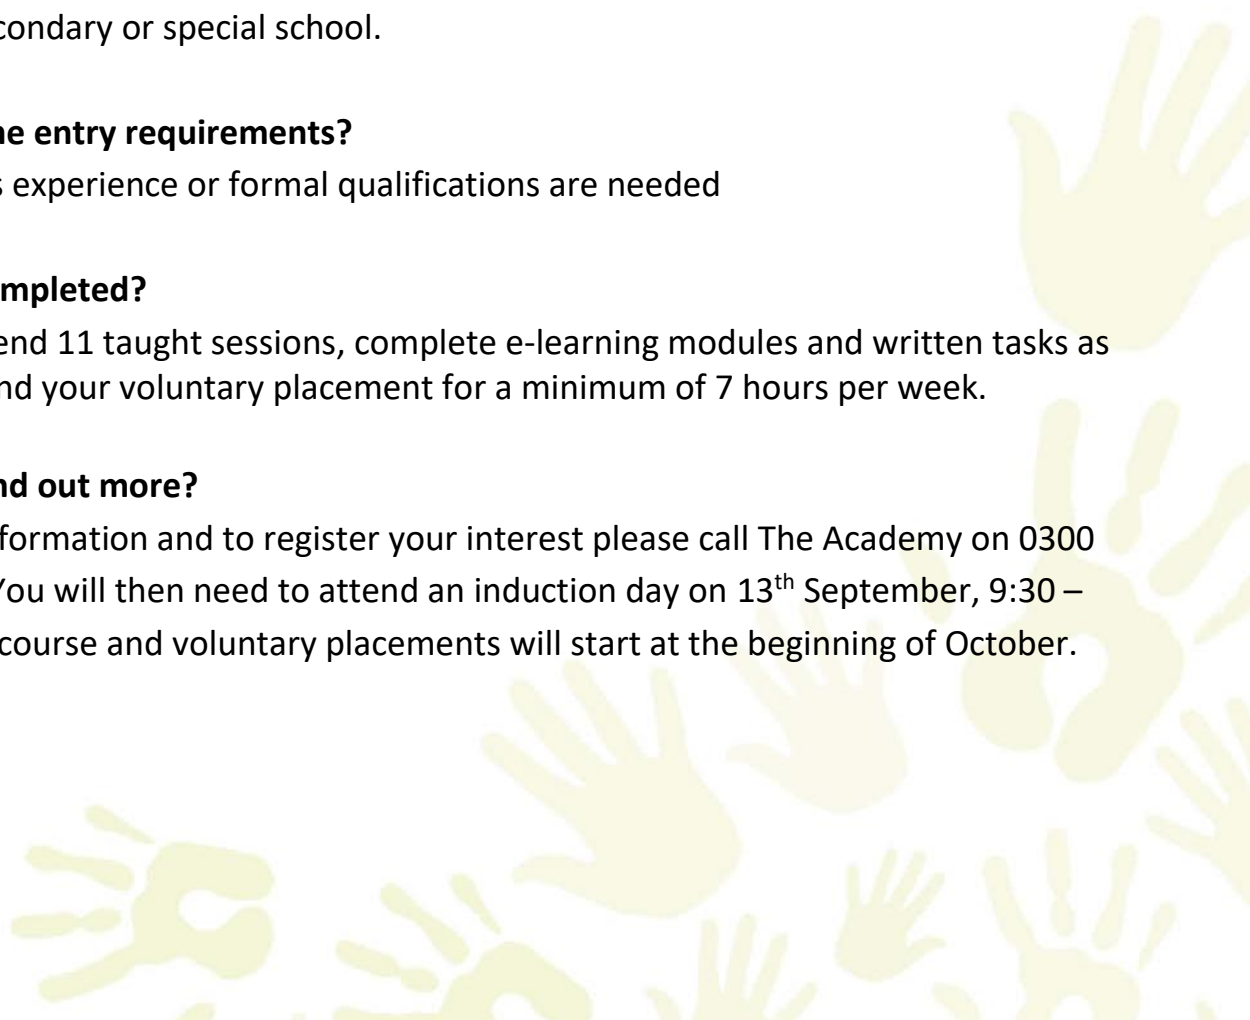 condary or special school.
ne entry requirements?
s experience or formal qualifications are needed
mpleted?
end 11 taught sessions, complete e-learning modules and written tasks as
nd your voluntary placement for a minimum of 7 hours per week.
nd out more?
formation and to register your interest please call The Academy on 0300
You will then need to attend an induction day on 13th September, 9:30 –
course and voluntary placements will start at the beginning of October.